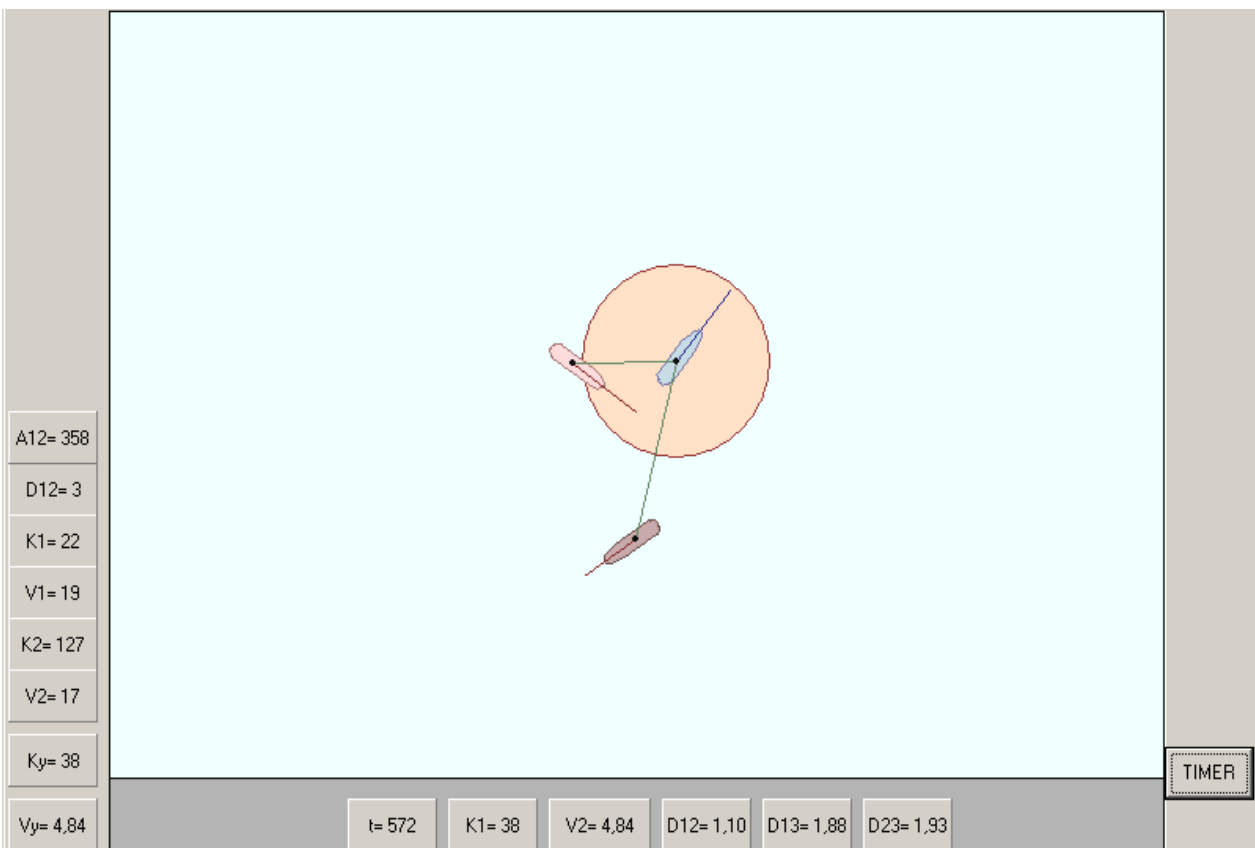 A12= 358
D12= 3
K1= 22
V1= 19
K2= 127
V2= 17
Ky= 38
Vy= 4,84
t= 572
K1= 38
V2= 4,84
D12= 1,10
D13= 1,88
D23= 1,93
TIMER